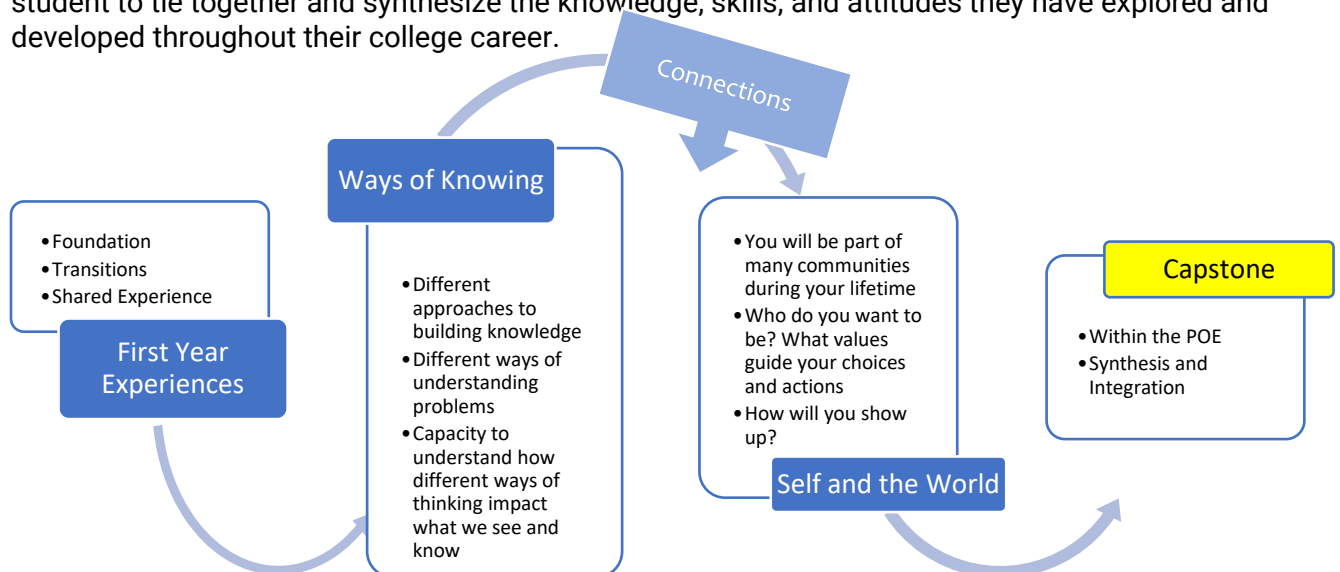 student to tie together and synthesize the knowledge, skills, and attitudes they have explored and
developed throughout their college career.
Connections
Ways of Knowing
•Foundation
•Transitions
•Shared Experience
First Year
Experiences
•Different
approaches to
building knowledge
•Different ways of
understanding
problems
•Capacity to
understand how
different ways of
thinking impact
what we see and
know
•You will be part of
many communities
during your lifetime
•Who do you want to
be? What values
guide your choices
and actions
•How will you show
up?
Self and the World
Capstone
•Within the POE
•Synthesis and
Integration